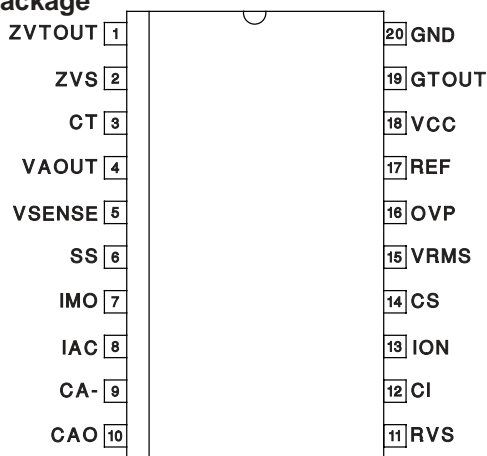 ackage
ZVTOUT 1 20 GND
ZVS 2 19 GTOUT
CT 3 18 VCC
VAOUT 4 17 REF
VSENSE 5 16 OVP
SS 6 15 VRMS
IMO 7 14 CS
IAC 8 13 ION
CA- 9 12 CI
CAO 10 11 RVS